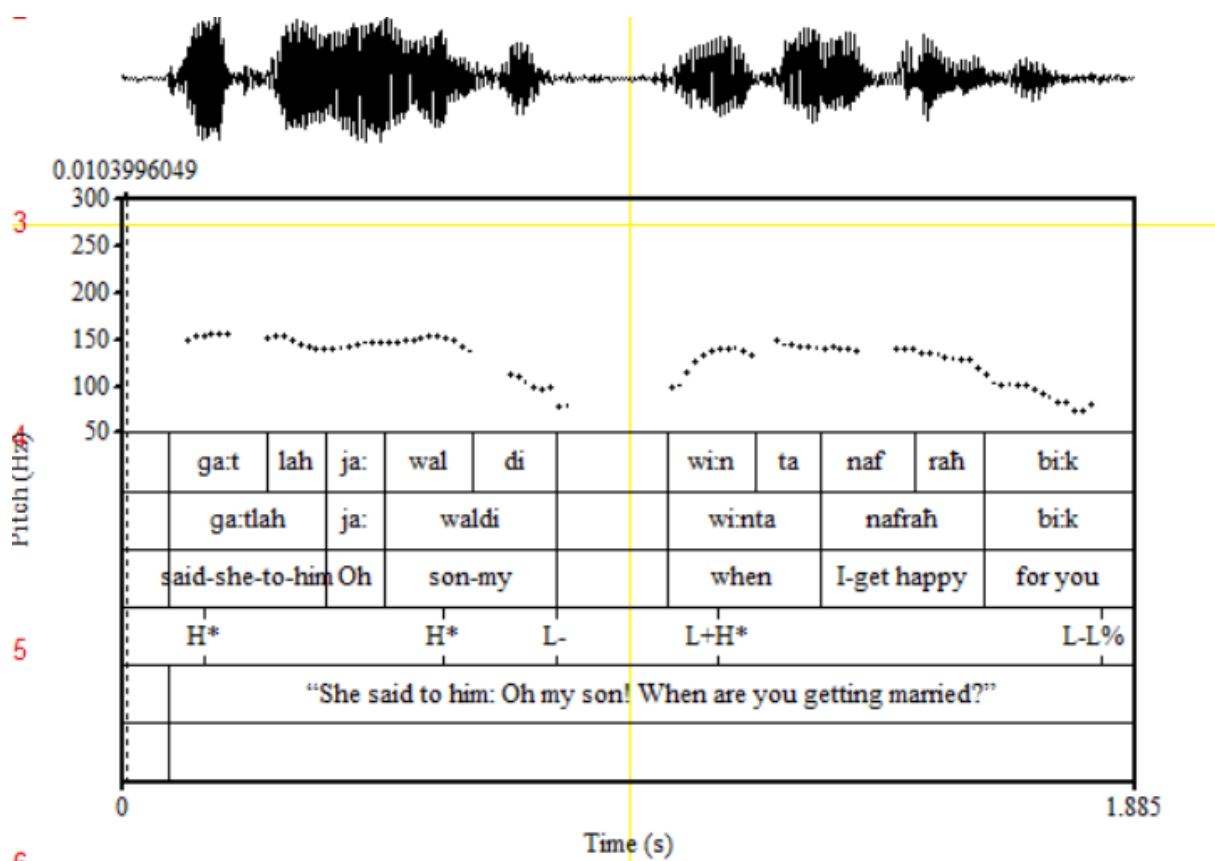 0.0103996049
300
3
250
200
150
100
50
4
Pitch (Hz)
ga:t lah ja: wal di wi:n ta naf raħ bi:k
ga:tlah ja: waldi wi:nta nafraħ bi:k
said-she-to-him Oh son-my when I-get happy for you
H* H* L- L+H* L-L%
5
“She said to him: Oh my son! When are you getting married?”
0 1.885
Time (s)